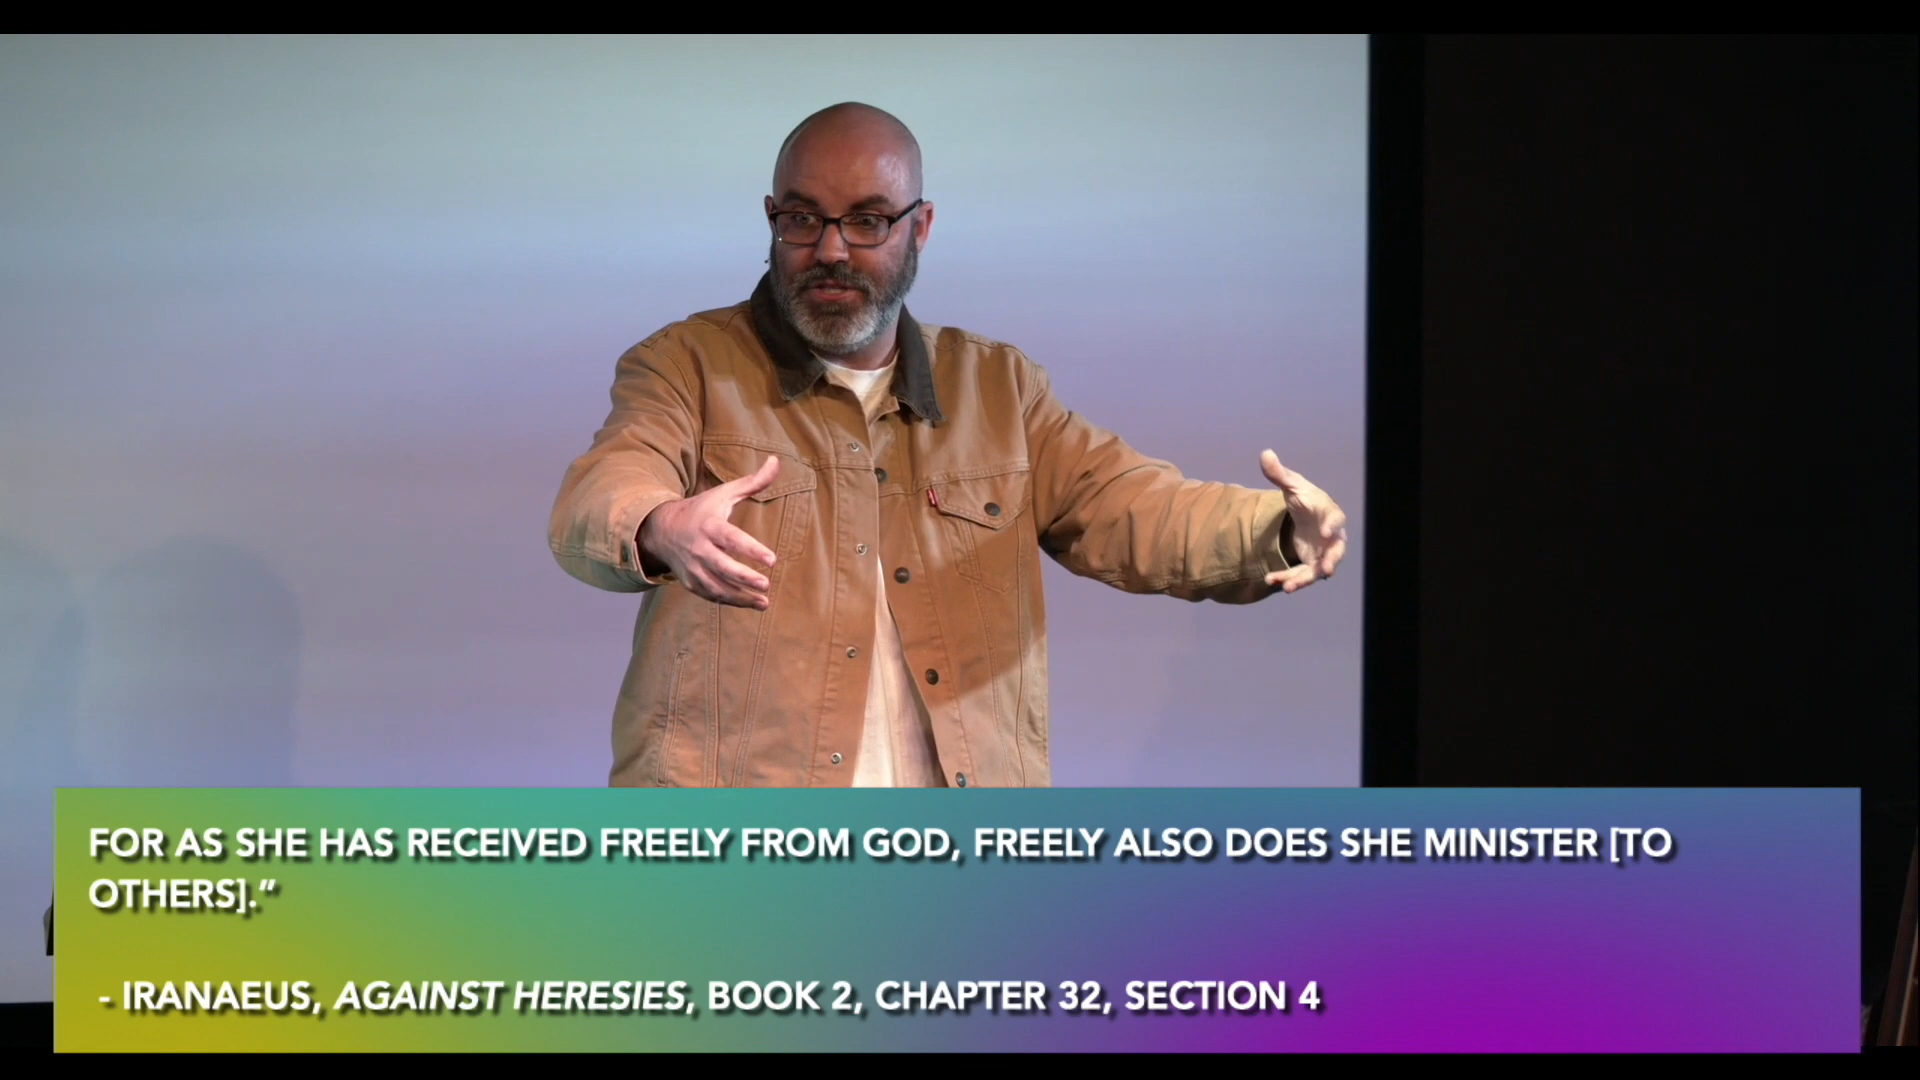 FOR AS SHE HAS RECEIVED FREELY FROM GOD, FREELY ALSO DOES SHE MINISTER [TO
OTHERS].”
- IRANAEUS, AGAINST HERESIES, BOOK 2, CHAPTER 32, SECTION 4